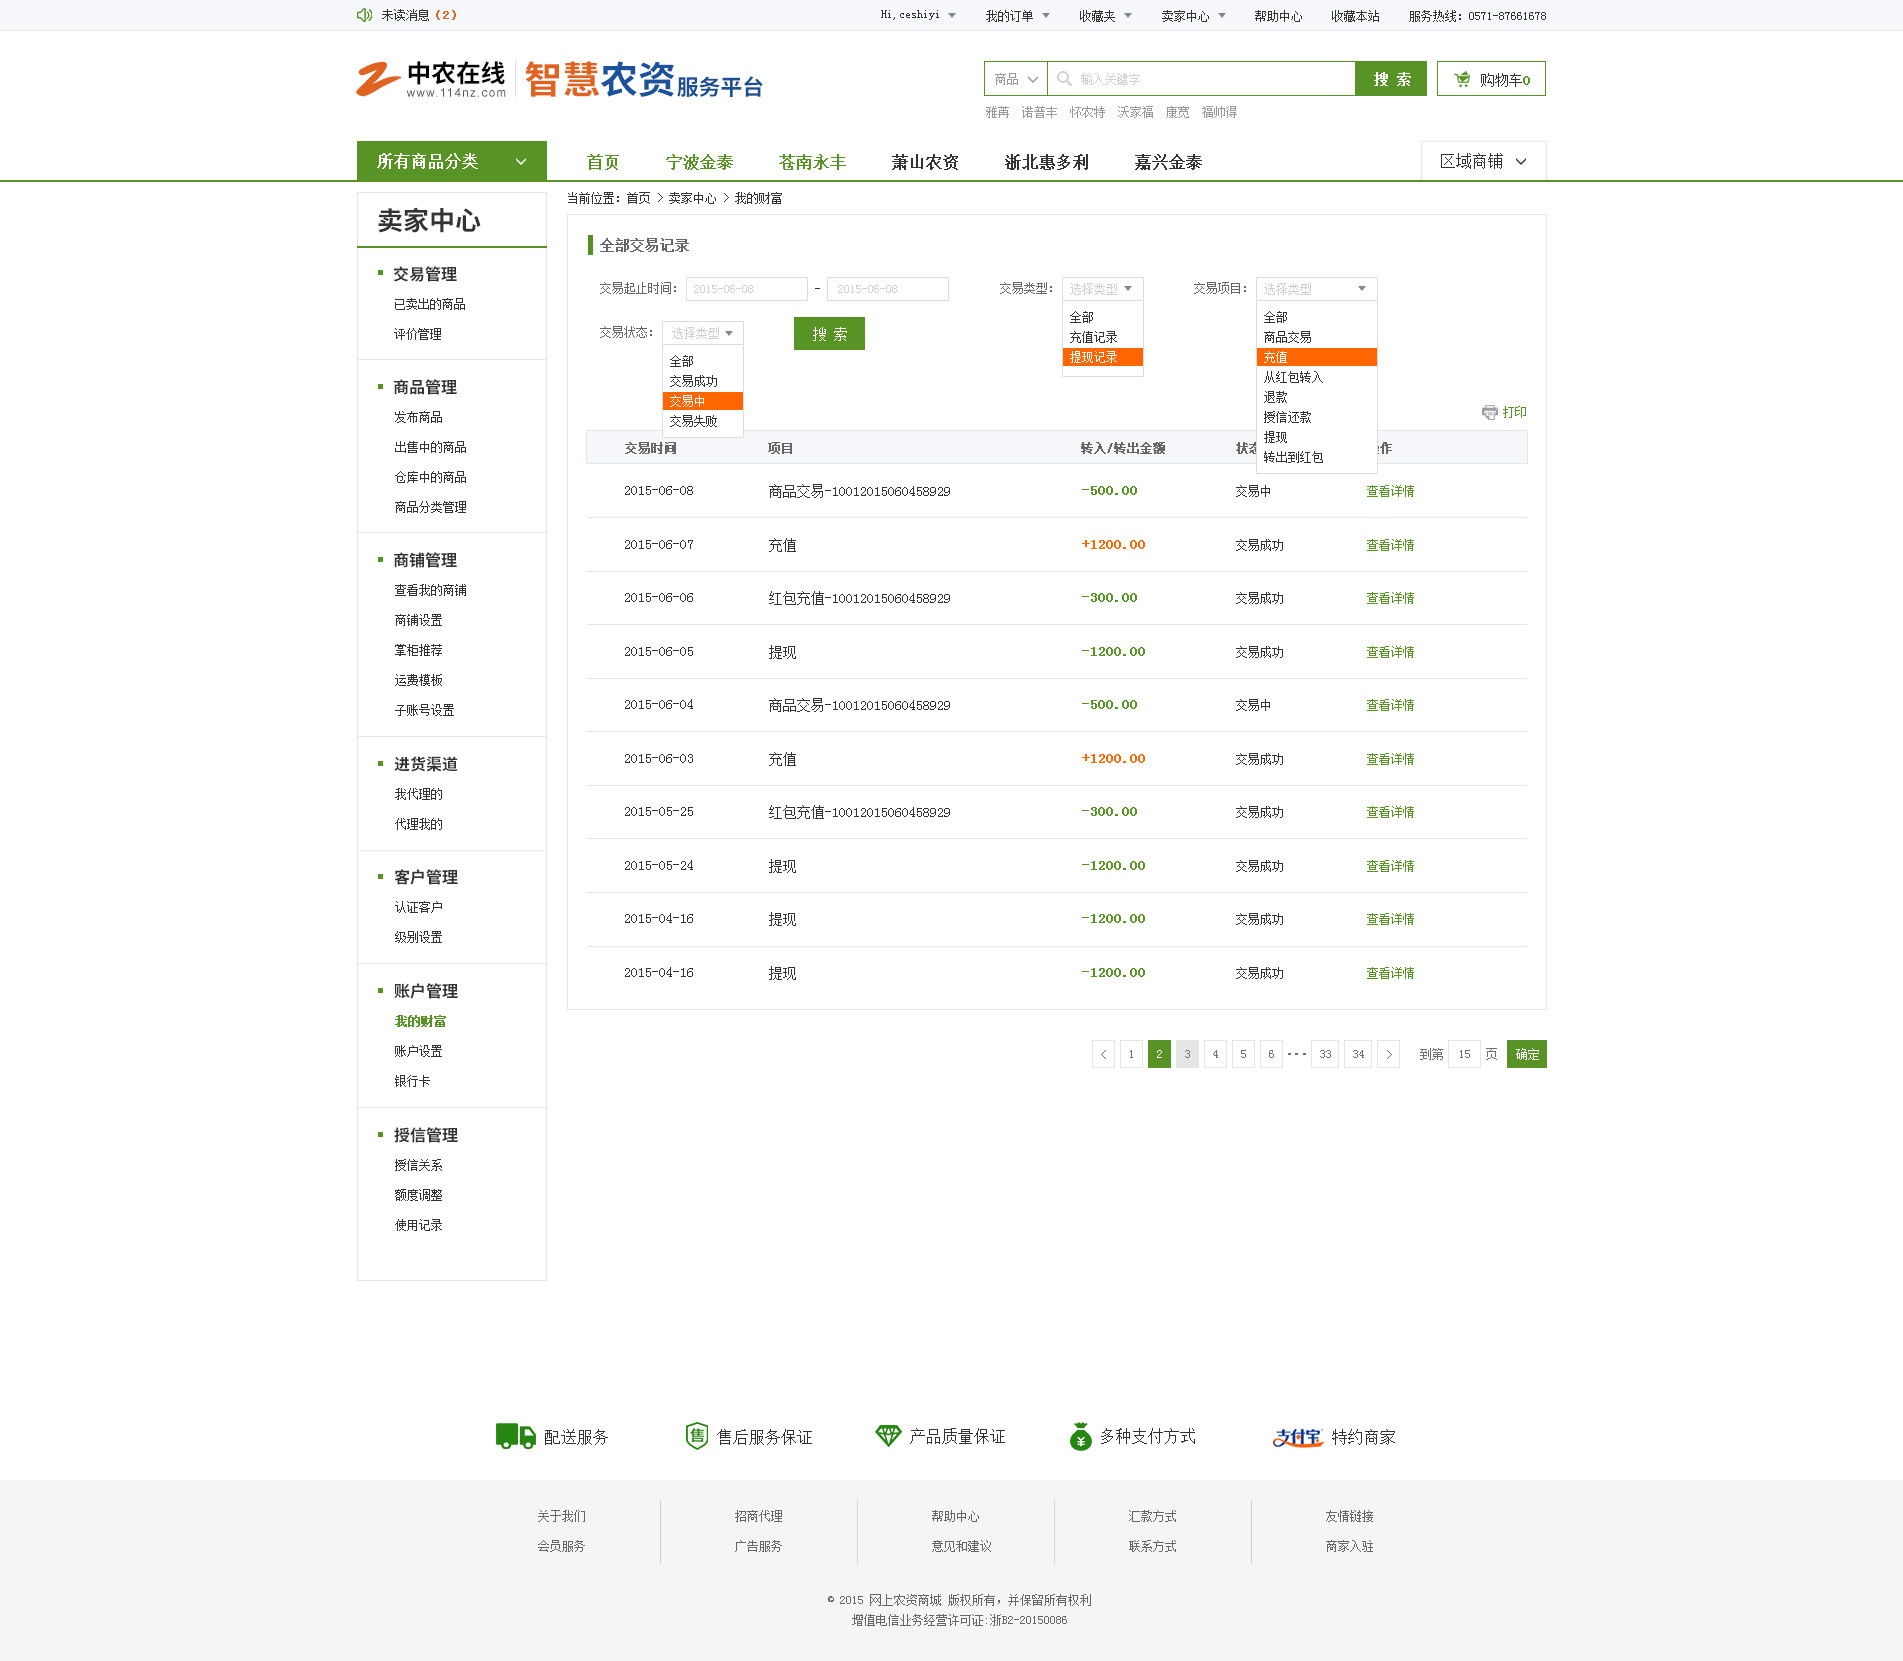 未读消息（2）
Hi, ceshiyi 我的订单 收藏夹 卖家中心 帮助中心 收藏本站 服务热线：0571-87661678
中农在线 www.114nz.com 智慧农资服务平台
商品 输入关键字 搜 索 购物车0
雅苒 诺普丰 怀农特 沃家福 康宽 福帅得
所有商品分类 首页 宁波金泰 苍南永丰 萧山农资 浙北惠多利 嘉兴金泰 区域商铺
当前位置：首页 > 卖家中心 > 我的财富
卖家中心
交易管理
已卖出的商品
评价管理
商品管理
发布商品
出售中的商品
仓库中的商品
商品分类管理
商铺管理
查看我的商铺
商铺设置
掌柜推荐
运费模板
子账号设置
进货渠道
我代理的
代理我的
客户管理
认证客户
级别设置
账户管理
我的财富
账户设置
银行卡
授信管理
授信关系
额度调整
使用记录
全部交易记录
交易起止时间： 2015-06-08 - 2015-06-08 交易类型： 选择类型 交易项目： 选择类型
全部
充值记录
提现记录
全部
商品交易
充值
从红包转入
退款
授信还款
提现
转出到红包
交易状态： 选择类型 搜 索
全部
交易成功
交易中
交易失败
打印
交易时间 项目 转入/转出金额 状态 作
2015-06-08 商品交易-10012015060458929 -500.00 交易中 查看详情
2015-06-07 充值 +1200.00 交易成功 查看详情
2015-06-06 红包充值-10012015060458929 -300.00 交易成功 查看详情
2015-06-05 提现 -1200.00 交易成功 查看详情
2015-06-04 商品交易-10012015060458929 -500.00 交易中 查看详情
2015-06-03 充值 +1200.00 交易成功 查看详情
2015-05-25 红包充值-10012015060458929 -300.00 交易成功 查看详情
2015-05-24 提现 -1200.00 交易成功 查看详情
2015-04-16 提现 -1200.00 交易成功 查看详情
2015-04-16 提现 -1200.00 交易成功 查看详情
< 1 2 3 4 5 6 ··· 33 34 > 到第 15 页 确定
配送服务 售 售后服务保证 产品质量保证 ¥ 多种支付方式 支付宝 特约商家
关于我们 招商代理 帮助中心 汇款方式 友情链接
会员服务 广告服务 意见和建议 联系方式 商家入驻
© 2015 网上农资商城 版权所有，并保留所有权利
增值电信业务经营许可证:浙B2-20150086